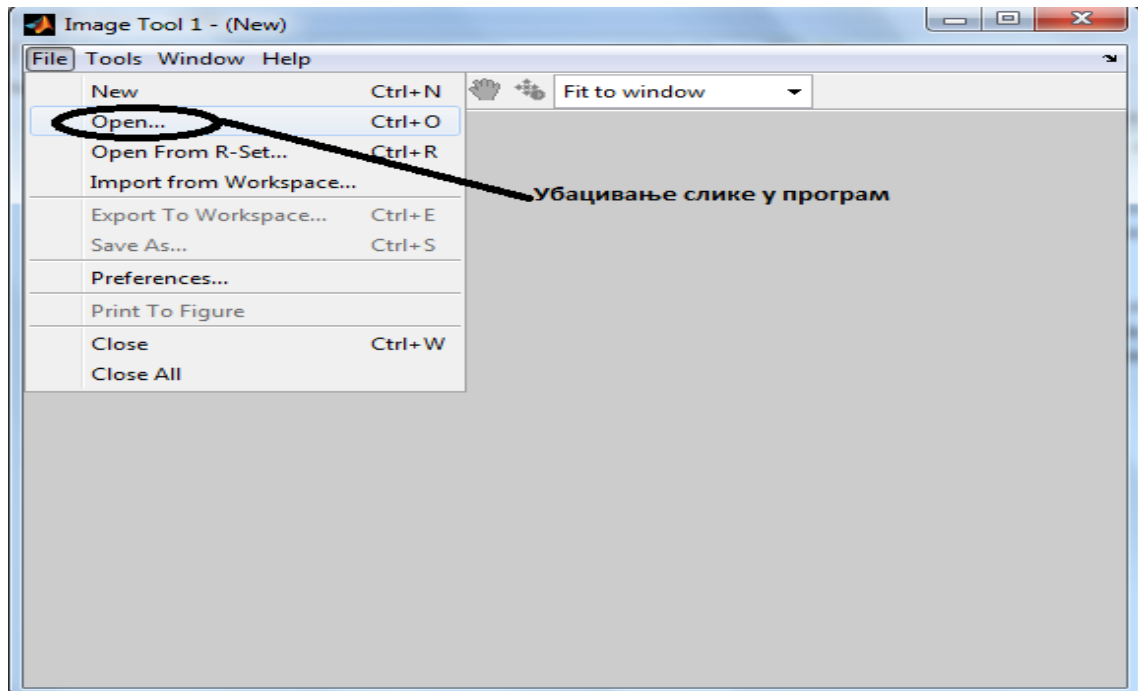 Image Tool 1 - (New)
File Tools Window Help
New Ctrl+N
Fit to window
Open... Ctrl+O
Open From R-Set... Ctrl+R
Import from Workspace...
Убацивање слике у програм
Export To Workspace... Ctrl+E
Save As... Ctrl+S
Preferences...
Print To Figure
Close Ctrl+W
Close All